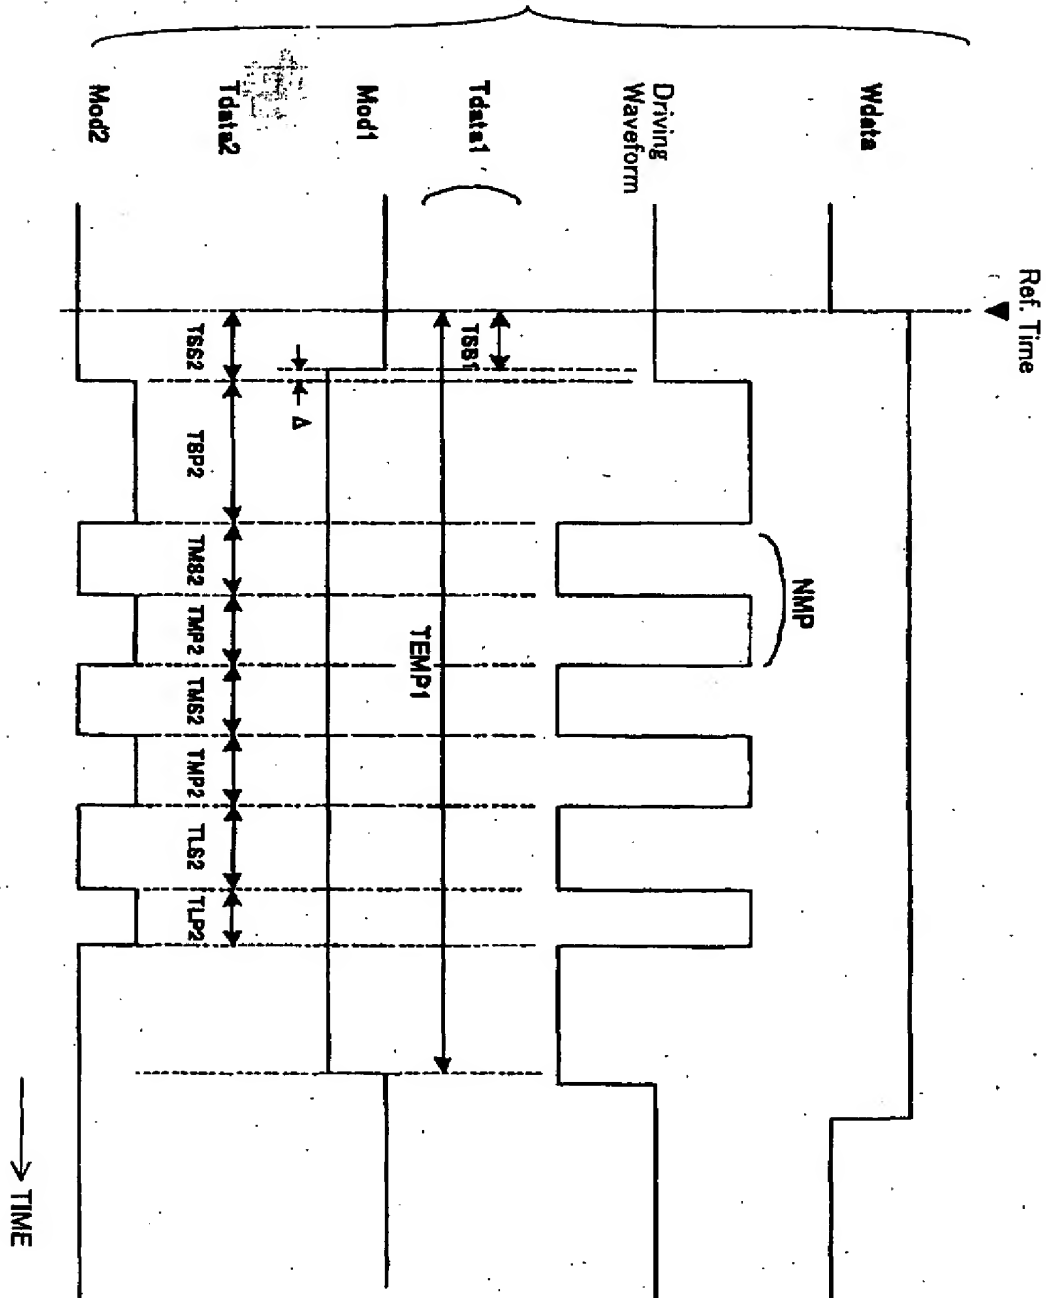 Ref. Time
Wdata
Driving
Waveform
NMP
Tdata1
TSS1
TEMP1
Mod1
Δ
Tdata2
TSS2
TBP2
TMS2
TMP2
TMS2
TMP2
TLS2
TLP2
Mod2
TIME